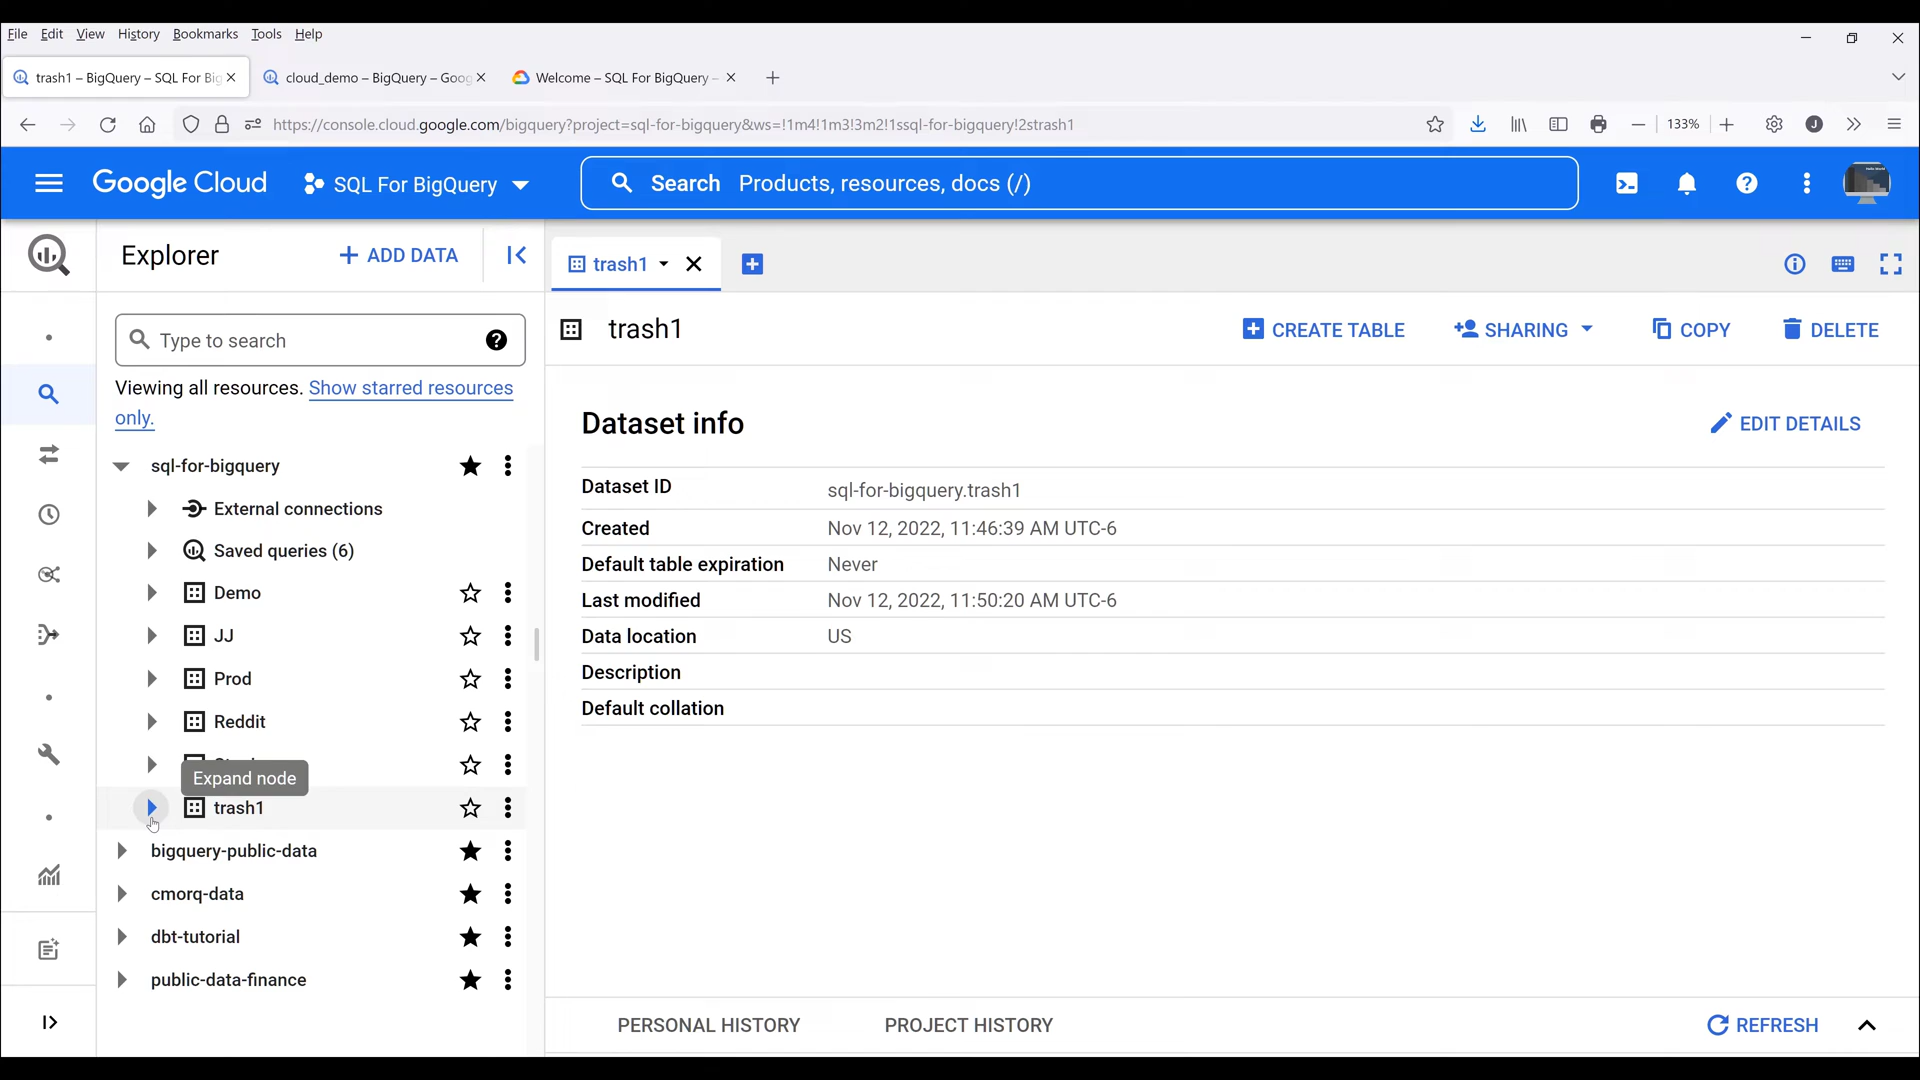 File Edit View History Bookmarks Tools Help
trash1 – BigQuery – SQL For Big
cloud_demo – BigQuery – Goog
Welcome – SQL For BigQuery –
https://console.cloud.google.com/bigquery?project=sql-for-bigquery&ws=!1m4!1m3!3m2!1ssql-for-bigquery!2strash1
133%
J
Google Cloud
SQL For BigQuery
Search Products, resources, docs (/)
Explorer
ADD DATA
trash1
Type to search
trash1
CREATE TABLE
SHARING
COPY
DELETE
Viewing all resources. Show starred resources
only.
Dataset info
EDIT DETAILS
sql-for-bigquery
External connections
Saved queries (6)
Demo
JJ
Prod
Reddit
Expand node
trash1
bigquery-public-data
cmorq-data
dbt-tutorial
public-data-finance
Dataset ID sql-for-bigquery.trash1
Created Nov 12, 2022, 11:46:39 AM UTC-6
Default table expiration Never
Last modified Nov 12, 2022, 11:50:20 AM UTC-6
Data location US
Description
Default collation
PERSONAL HISTORY
PROJECT HISTORY
REFRESH